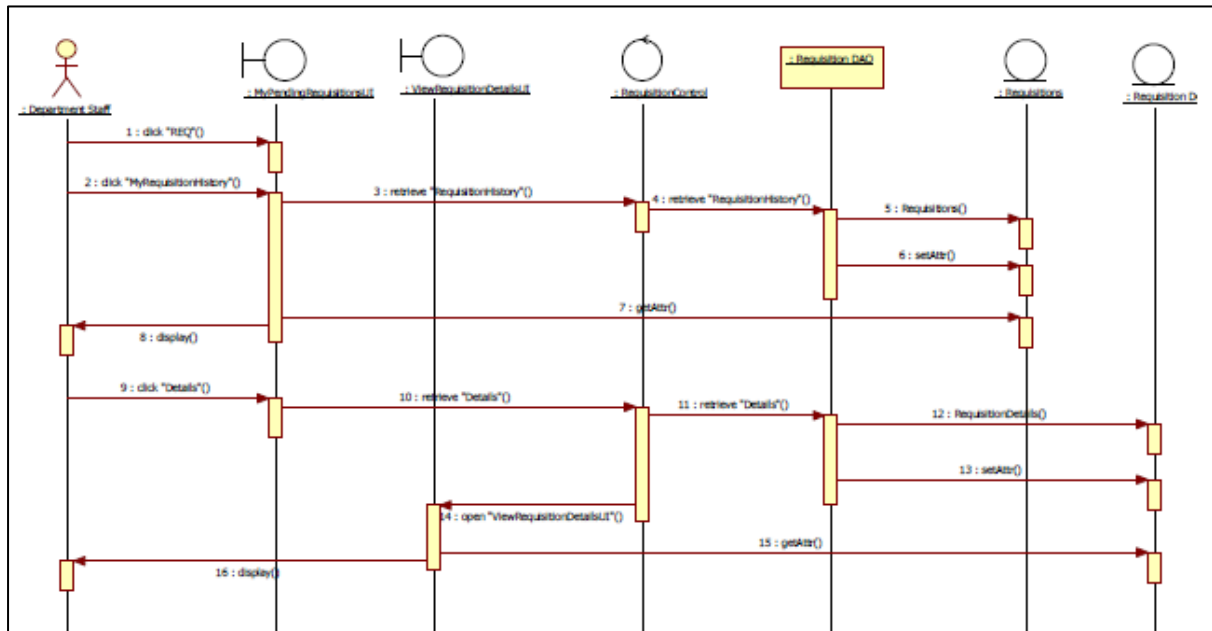 : Department Staff
: MyPendingRequisitionsUI
: ViewRequisitionDetailsUI
: RequisitionControl
: Requisition DAO
: Requisitions
: Requisition De
1 : click "REQ"()
2 : click "MyRequisitionHistory"()
3 : retrieve "RequisitionHistory"()
4 : retrieve "RequisitionHistory"()
5 : Requisitions()
6 : setAttr()
7 : getAttr()
8 : display()
9 : click "Details"()
10 : retrieve "Details"()
11 : retrieve "Details"()
12 : RequisitionDetails()
13 : setAttr()
14 : open "ViewRequisitionDetailsUI"()
15 : getAttr()
16 : display()